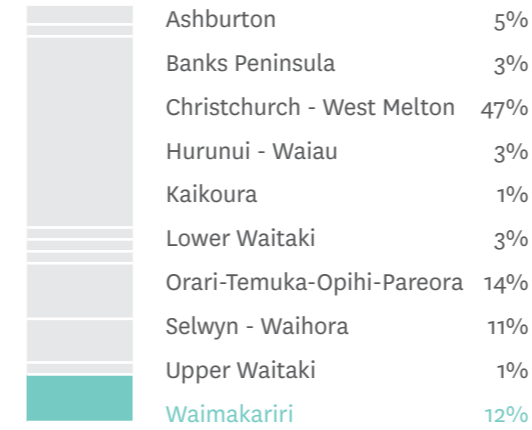 Ashburton 5%
Banks Peninsula 3%
Christchurch - West Melton 47%
Hurunui - Waiau 3%
Kaikoura 1%
Lower Waitaki 3%
Orari-Temuka-Opihi-Pareora 14%
Selwyn - Waihora 11%
Upper Waitaki 1%
Waimakariri 12%